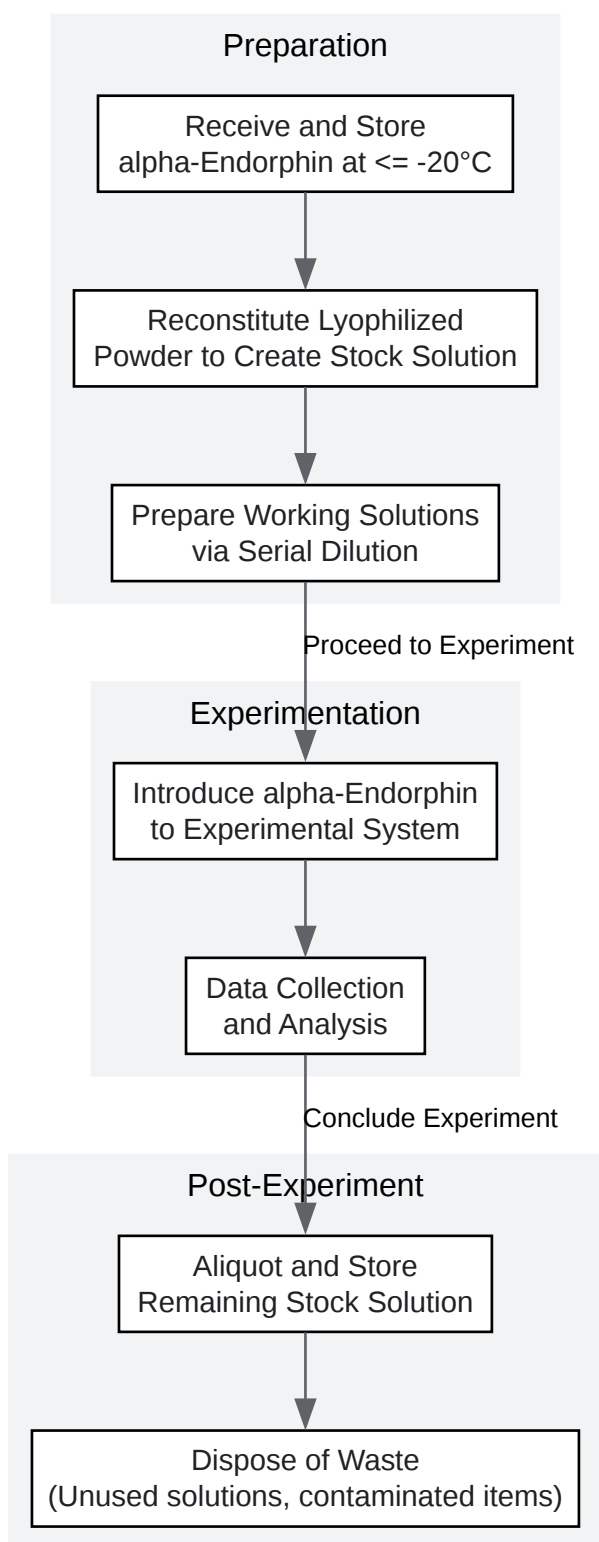 Preparation
Receive and Store
alpha-Endorphin at <= -20°C
Reconstitute Lyophilized
Powder to Create Stock Solution
Prepare Working Solutions
via Serial Dilution
Proceed to Experiment
Experimentation
Introduce alpha-Endorphin
to Experimental System
Data Collection
and Analysis
Conclude Experiment
Post-Experiment
Aliquot and Store
Remaining Stock Solution
Dispose of Waste
(Unused solutions, contaminated items)